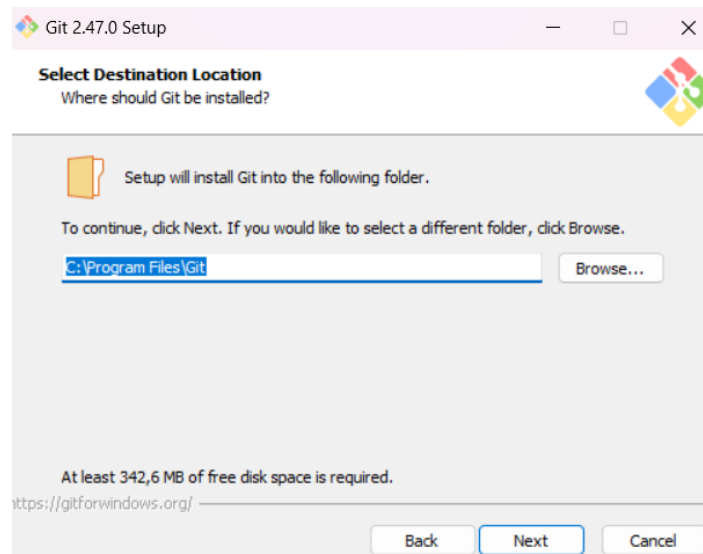 Git 2.47.0 Setup
Select Destination Location
Where should Git be installed?
Setup will install Git into the following folder.
To continue, click Next. If you would like to select a different folder, click Browse.
C:\Program Files\Git
Browse...
At least 342,6 MB of free disk space is required.
https://gitforwindows.org/
Back Next Cancel